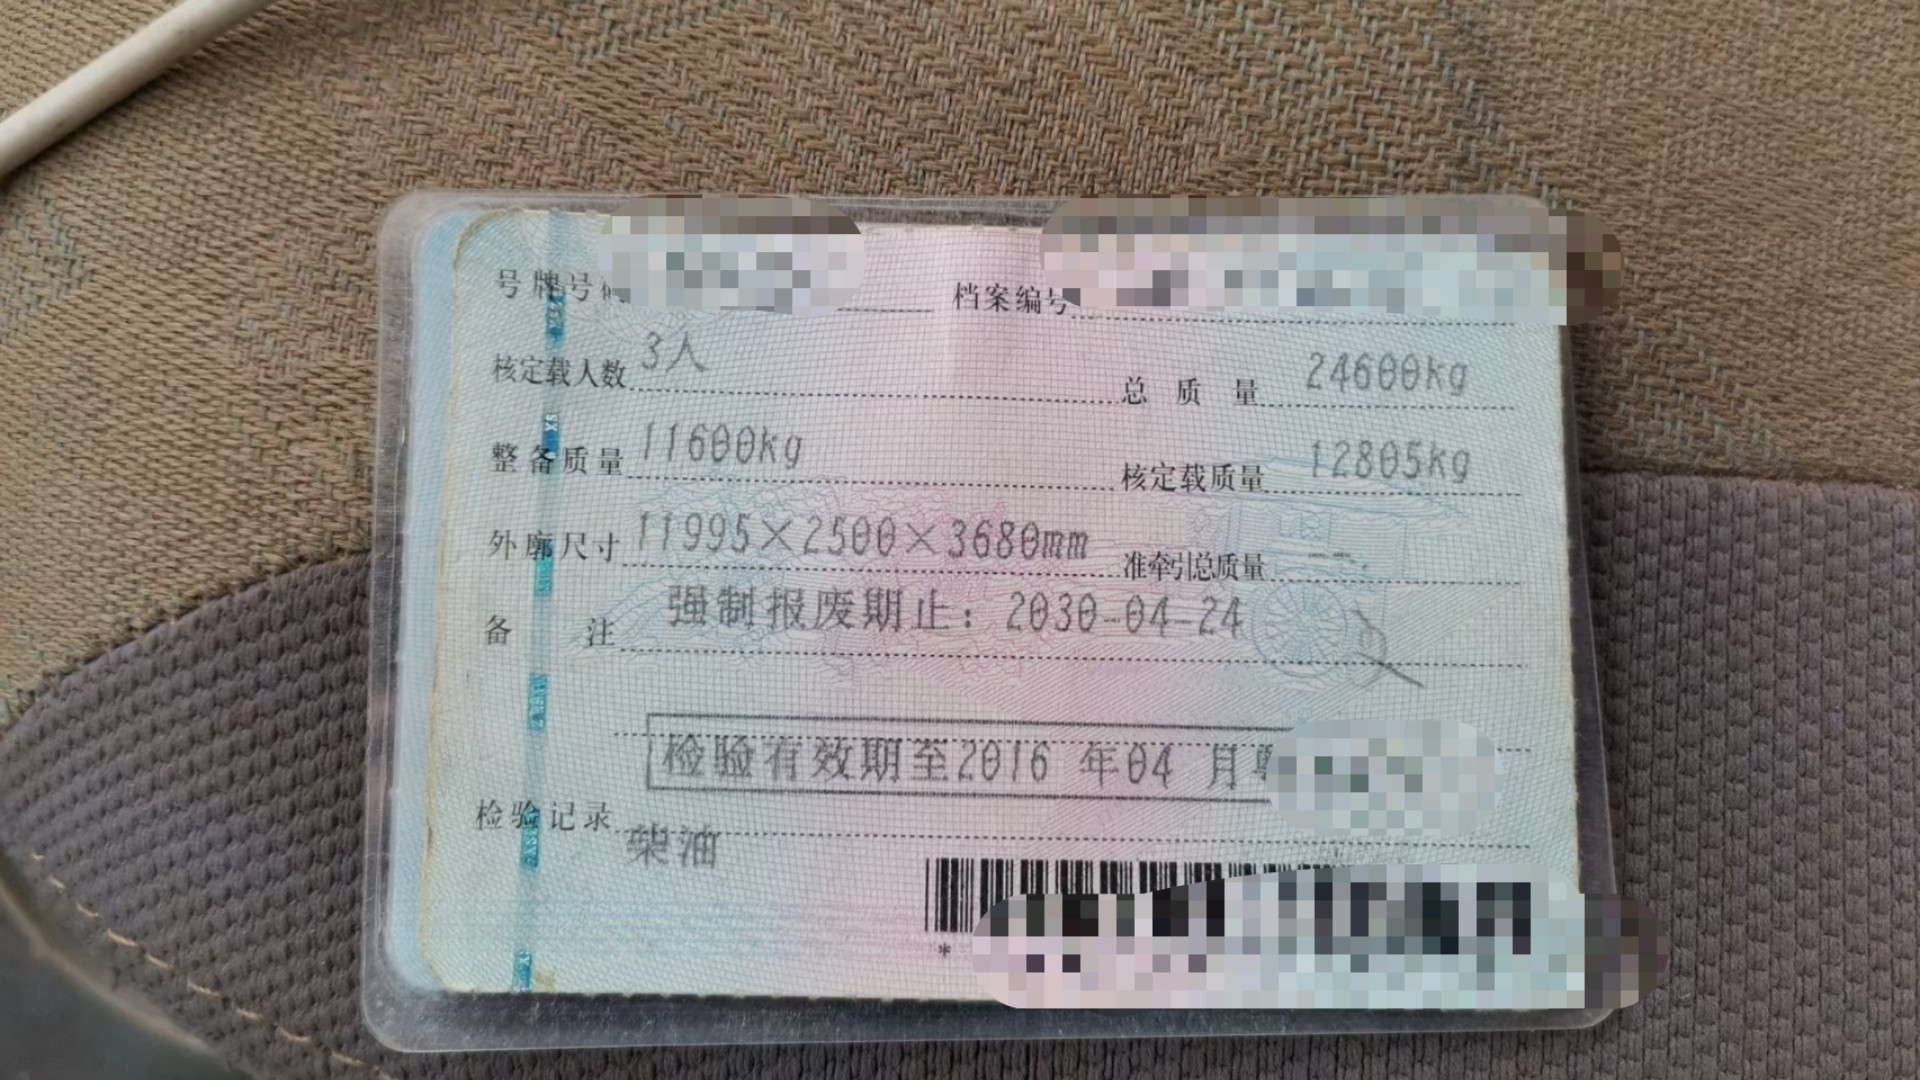 号牌号 档案编号
核定载人数 3人 总质量 24600kg
整备质量 11600kg 核定载质量 12805kg
外廓尺寸 11995×2500×3680mm 准牵引总质量 --
备注 强制报废期止：2030-04-24
检验有效期至2016 年04 月
检验记录
柴油
*